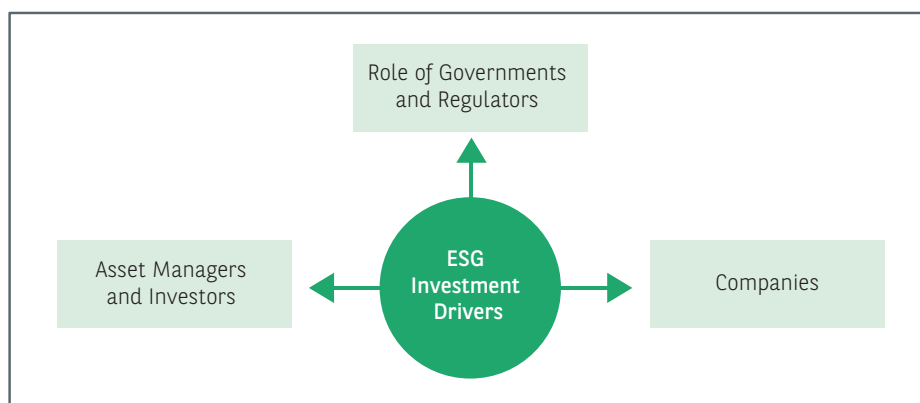 Role of Governments
and Regulators
Asset Managers
and Investors
ESG
Investment
Drivers
Companies